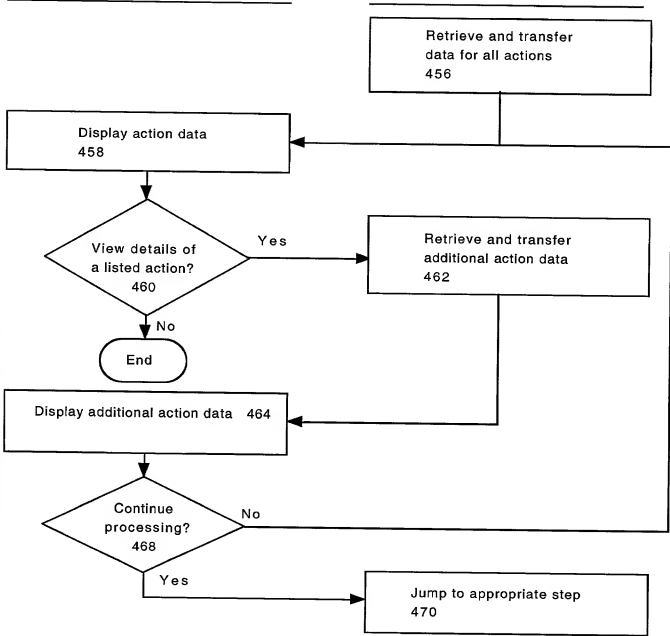 Retrieve and transfer
data for all actions
456
Display action data
458
View details of
a listed action?
460
Yes
Retrieve and transfer
additional action data
462
No
End
Display additional action data 464
Continue
processing?
468
No
Yes
Jump to appropriate step
470